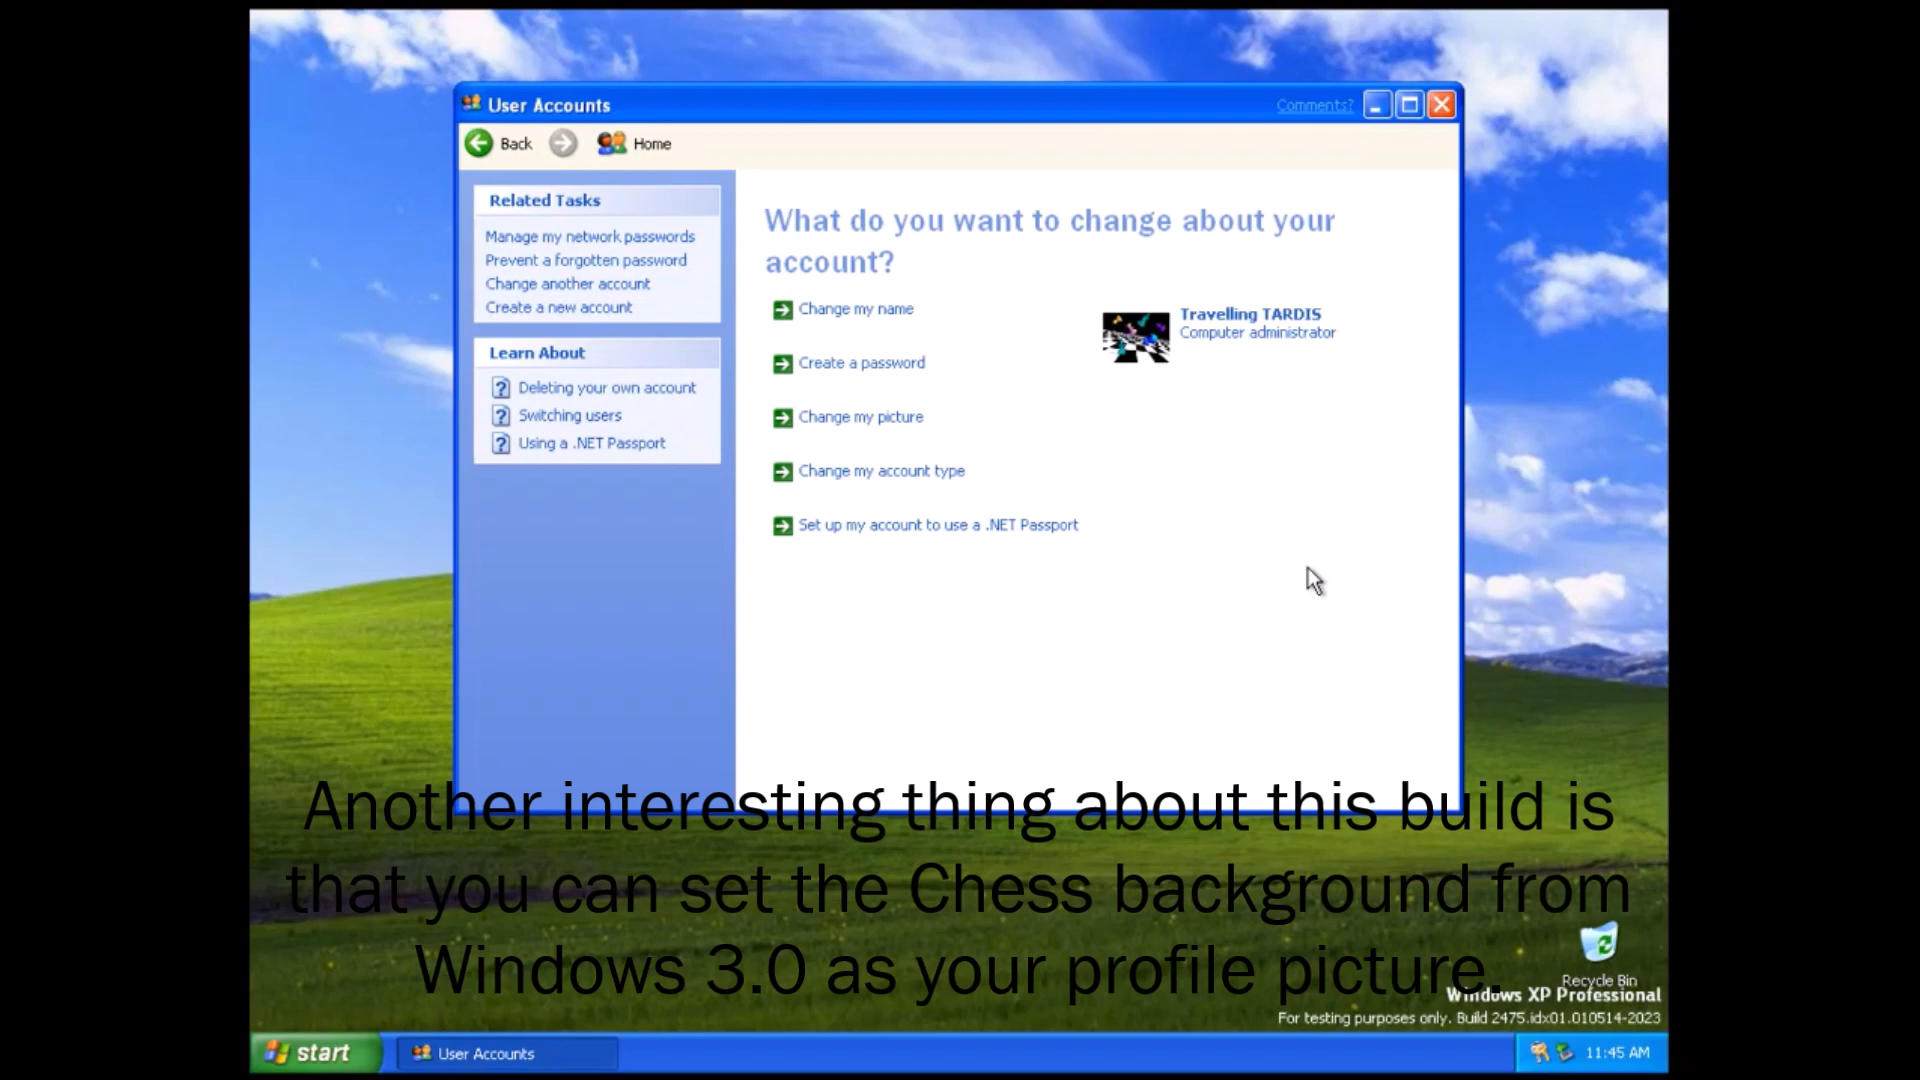 User Accounts
Comments?
Back
Home
Related Tasks
Manage my network passwords
Prevent a forgotten password
Change another account
Create a new account
Learn About
Deleting your own account
Switching users
Using a .NET Passport
What do you want to change about your
account?
Change my name
Create a password
Change my picture
Change my account type
Set up my account to use a .NET Passport
Travelling TARDIS
Computer administrator
Another interesting thing about this build is
that you can set the Chess background from
Windows 3.0 as your profile picture.
Recycle Bin
Windows XP Professional
For testing purposes only. Build 2475.idx01.010514-2023
start
User Accounts
11:45 AM